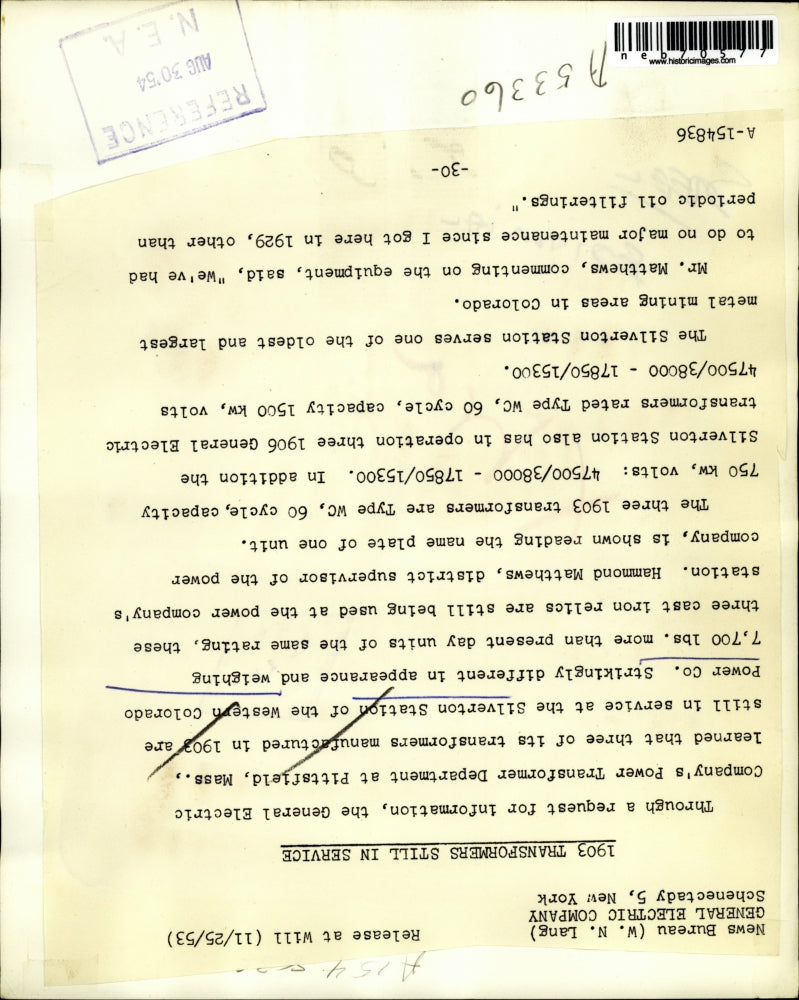 neb70577
www.historicimages.com
A 53360
REFERENCE
AUG 30 '54
N. E. A.
News Bureau (W. N. Lang)
GENERAL ELECTRIC COMPANY
Schenectady 5, New York
Release at Will (11/25/53)
1903 TRANSFORMERS STILL IN SERVICE
Through a request for information, the General Electric
Company's Power Transformer Department at Pittsfield, Mass.,
learned that three of its transformers manufactured in 1903 are
still in service at the Silverton Station of the Western Colorado
Power Co. Strikingly different in appearance and weighing
7,700 lbs. more than present day units of the same rating, these
three cast iron relics are still being used at the power company's
station. Hammond Matthews, district supervisor of the power
company, is shown reading the name plate of one unit.
The three 1903 transformers are Type WC, 60 cycle, capacity
750 kw, volts: 47500/38000 - 17850/15300. In addition the
Silverton Station also has in operation three 1906 General Electric
transformers rated Type WC, 60 cycle, capacity 1500 kw, volts
47500/38000 - 17850/15300.
The Silverton Station serves one of the oldest and largest
metal mining areas in Colorado.
Mr. Matthews, commenting on the equipment, said, "We've had
to do no major maintenance since I got here in 1929, other than
periodic oil filterings."
-30-
A-154836